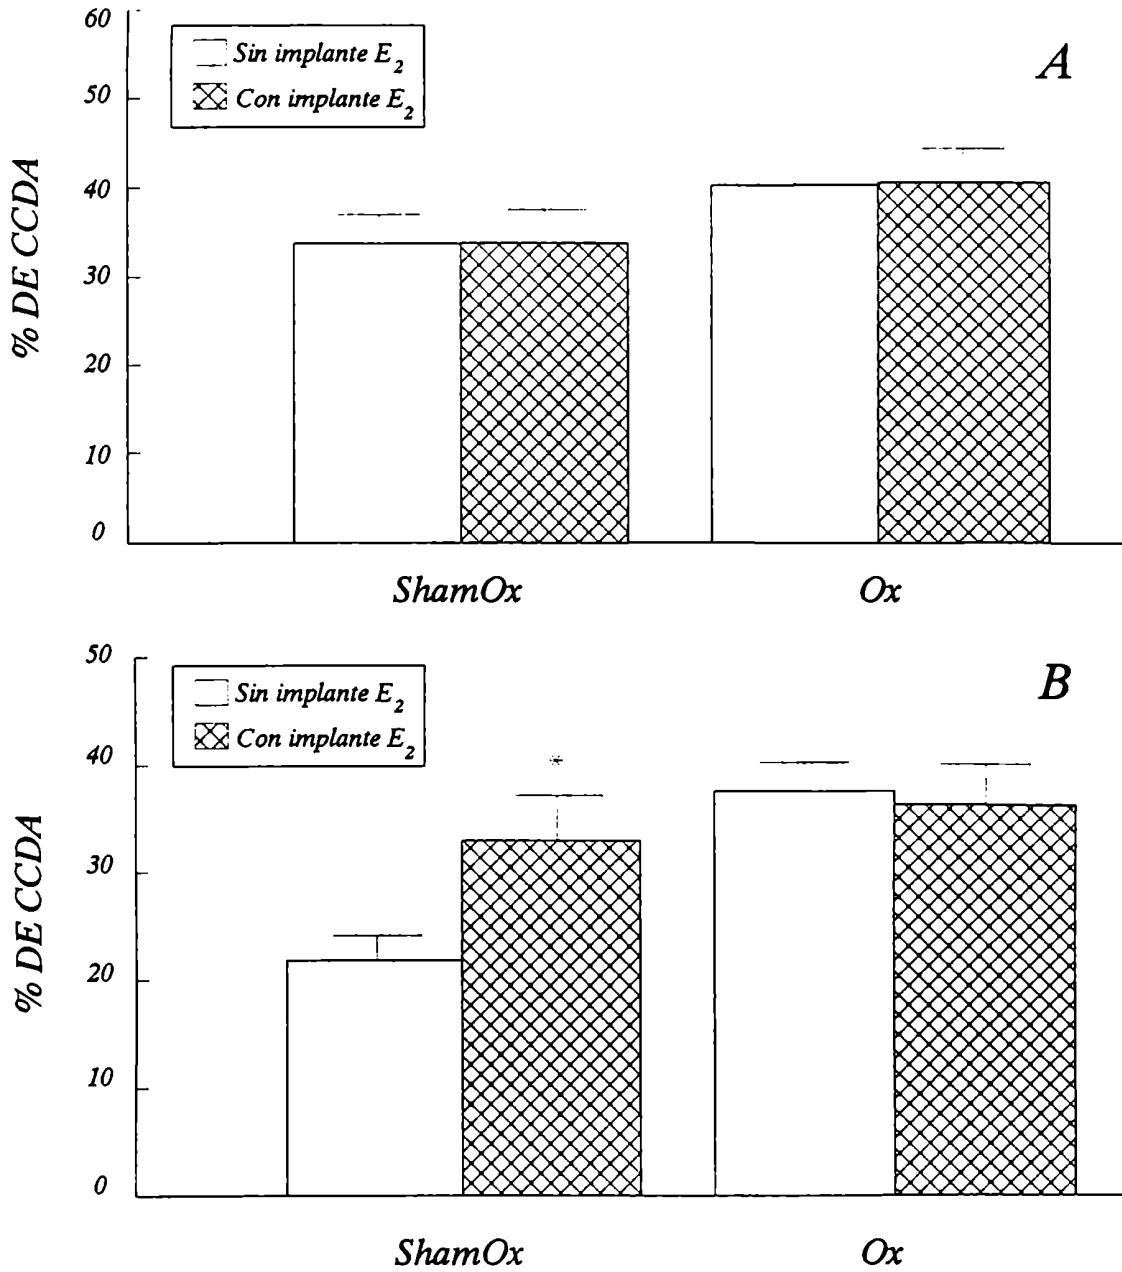 60
Sin implante E2
Con implante E2
A
50
40
30
20
10
0
% DE CCDA
ShamOx
Ox
50
Sin implante E2
Con implante E2
B
40
*
30
20
10
0
% DE CCDA
ShamOx
Ox